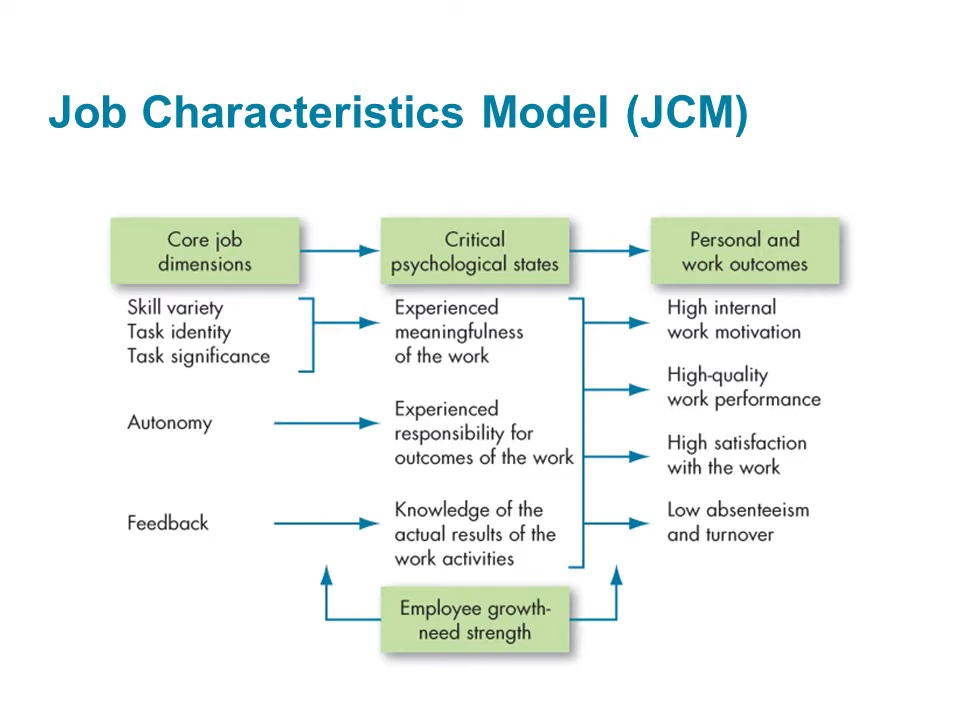 Job Characteristics Model (JCM)
Core job
dimensions
Critical
psychological states
Personal and
work outcomes
Skill variety
Task identity
Task significance
Experienced
meaningfulness
of the work
High internal
work motivation
High-quality
work performance
Autonomy
Experienced
responsibility for
outcomes of the work
High satisfaction
with the work
Feedback
Knowledge of the
actual results of the
work activities
Low absenteeism
and turnover
Employee growth-
need strength